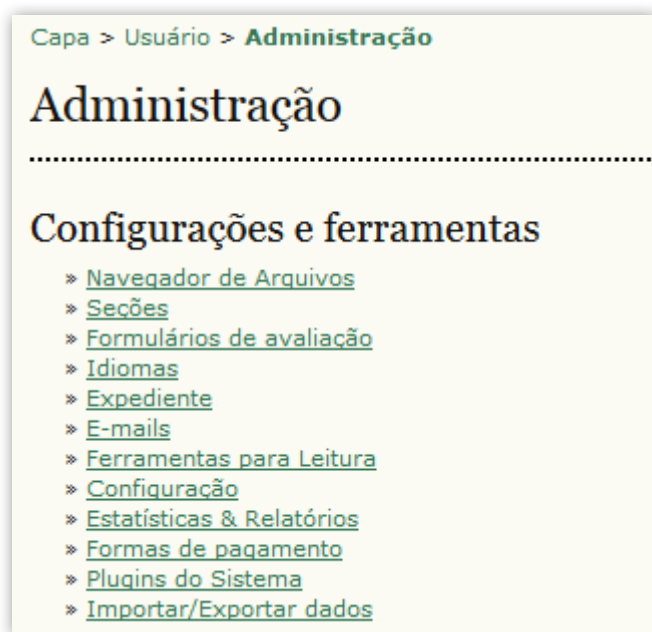 Capa > Usuário > Administração
Administração
Configurações e ferramentas
» Navegador de Arquivos
» Seções
» Formulários de avaliação
» Idiomas
» Expediente
» E-mails
» Ferramentas para Leitura
» Configuração
» Estatísticas & Relatórios
» Formas de pagamento
» Plugins do Sistema
» Importar/Exportar dados